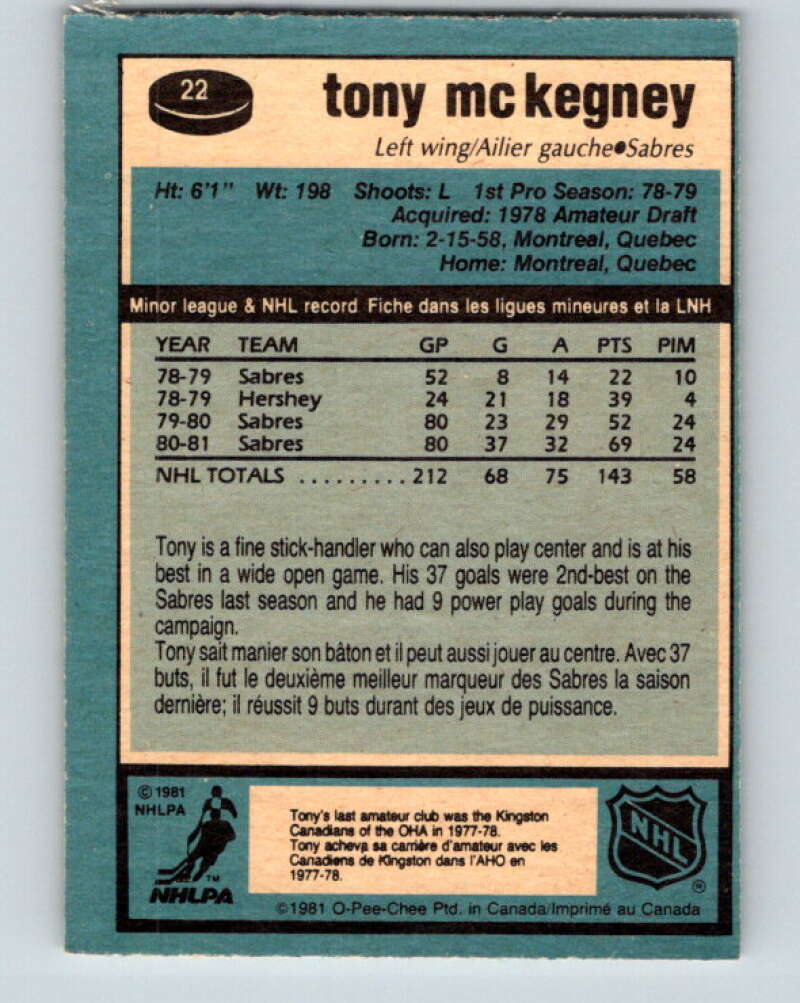 22
tony mc kegney
Left wing/Ailier gauche●Sabres
Ht: 6'1" Wt: 198 Shoots: L 1st Pro Season: 78-79
Acquired: 1978 Amateur Draft
Born: 2-15-58, Montreal, Quebec
Home: Montreal, Quebec
Minor league & NHL record Fiche dans les ligues mineures et la LNH
YEAR TEAM GP G A PTS PIM
78-79 Sabres 52 8 14 22 10
78-79 Hershey 24 21 18 39 4
79-80 Sabres 80 23 29 52 24
80-81 Sabres 80 37 32 69 24
NHL TOTALS ......... 212 68 75 143 58
Tony is a fine stick-handler who can also play center and is at his
best in a wide open game. His 37 goals were 2nd-best on the
Sabres last season and he had 9 power play goals during the
campaign.
Tony sait manier son bâton et il peut aussi jouer au centre. Avec 37
buts, il fut le deuxième meilleur marqueur des Sabres la saison
dernière; il réussit 9 buts durant des jeux de puissance.
© 1981
NHLPA
TM
NHLPA
Tony's last amateur club was the Kingston
Canadians of the OHA in 1977-78.
Tony acheva sa carrière d'amateur avec les
Canadiens de Kingston dans l'AHO en
1977-78.
NHL
®
©1981 O-Pee-Chee Ptd. in Canada/Imprimé au Canada